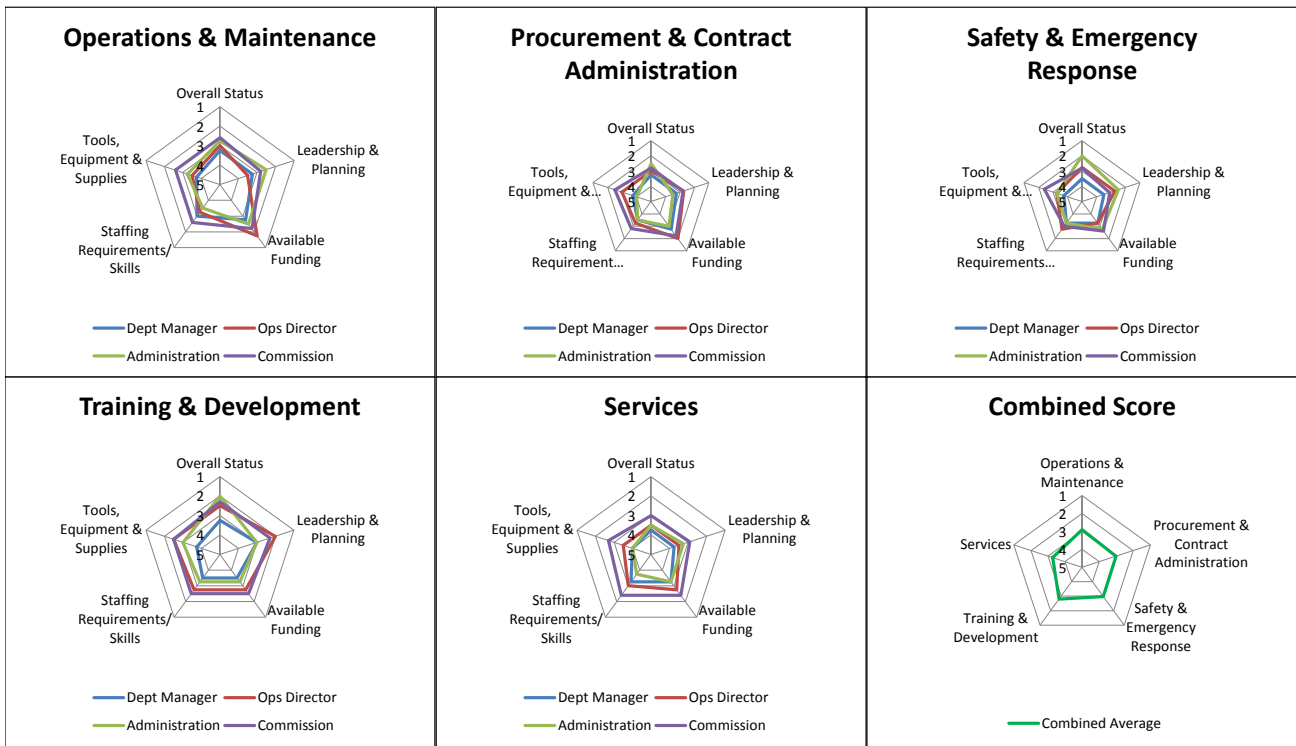 Operations & Maintenance
Overall Status
1
2
3
4
5
Leadership &
Planning
Available
Funding
Staffing
Requirements/
Skills
Tools,
Equipment &
Supplies
Dept Manager
Ops Director
Administration
Commission
Procurement & Contract
Administration
Overall Status
1
2
3
4
5
Leadership &
Planning
Available
Funding
Staffing
Requirement...
Tools,
Equipment &...
Dept Manager
Ops Director
Administration
Commission
Safety & Emergency
Response
Overall Status
1
2
3
4
5
Leadership &
Planning
Available
Funding
Staffing
Requirements...
Tools,
Equipment &...
Dept Manager
Ops Director
Administration
Commission
Training & Development
Overall Status
1
2
3
4
5
Leadership &
Planning
Available
Funding
Staffing
Requirements/
Skills
Tools,
Equipment &
Supplies
Dept Manager
Ops Director
Administration
Commission
Services
Overall Status
1
2
3
4
5
Leadership &
Planning
Available
Funding
Staffing
Requirements/
Skills
Tools,
Equipment &
Supplies
Dept Manager
Ops Director
Administration
Commission
Combined Score
Operations &
Maintenance
1
2
3
4
5
Procurement &
Contract
Administration
Safety &
Emergency
Response
Training &
Development
Services
Combined Average